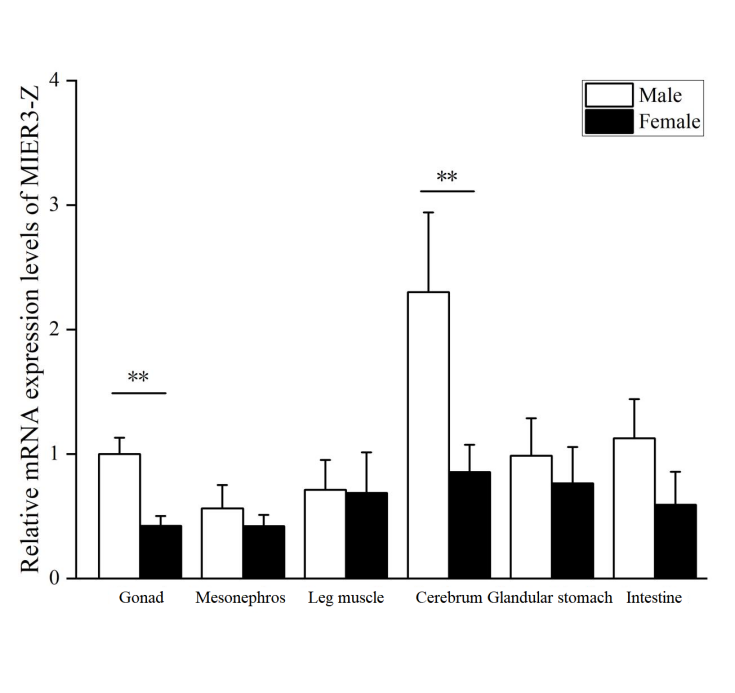 Relative mRNA expression levels of MIER3-Z
4
3
2
1
0
Male
Female
**
**
Gonad Mesonephros Leg muscle Cerebrum Glandular stomach Intestine